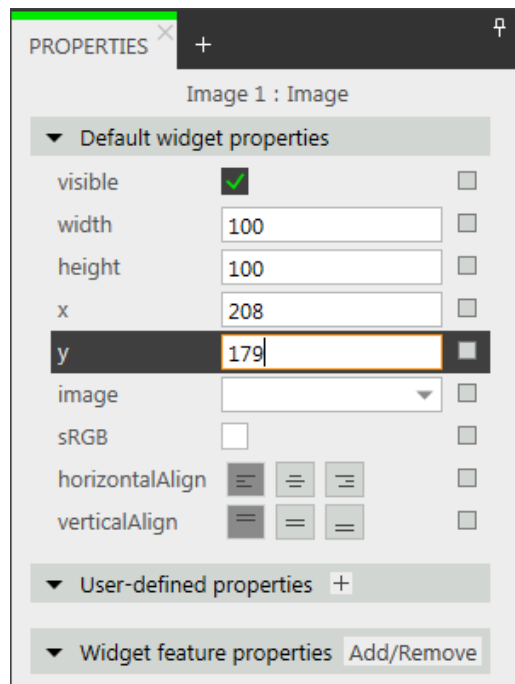 PROPERTIES
Image 1 : Image
Default widget properties
visible
width 100
height 100
x 208
y 179
image
sRGB
horizontalAlign
verticalAlign
User-defined properties +
Widget feature properties Add/Remove